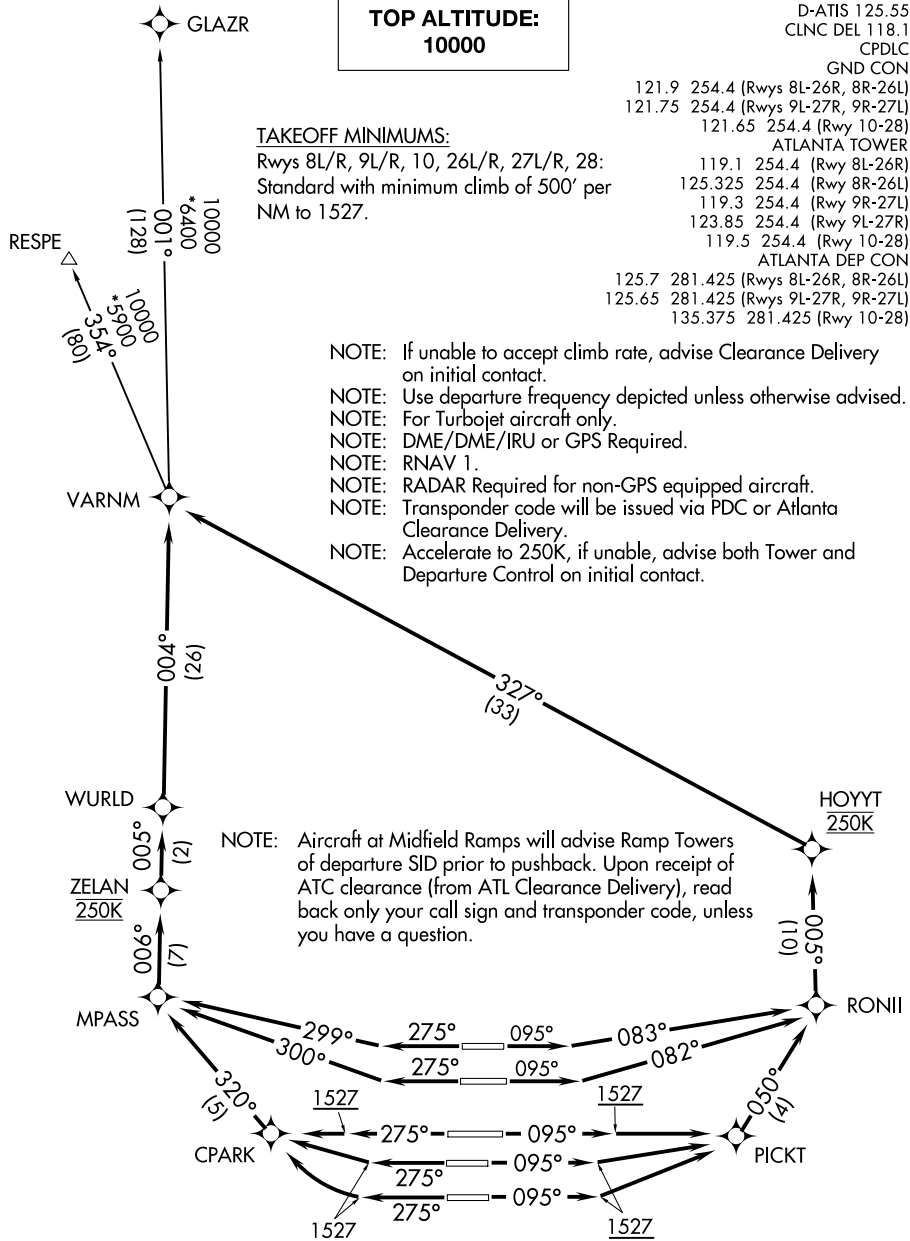 GLAZR
TOP ALTITUDE:
10000
D-ATIS 125.55
CLNC DEL 118.1
CPDLC
GND CON
121.9 254.4 (Rwys 8L-26R, 8R-26L)
121.75 254.4 (Rwys 9L-27R, 9R-27L)
121.65 254.4 (Rwy 10-28)
ATLANTA TOWER
119.1 254.4 (Rwy 8L-26R)
125.325 254.4 (Rwy 8R-26L)
119.3 254.4 (Rwy 9R-27L)
123.85 254.4 (Rwy 9L-27R)
119.5 254.4 (Rwy 10-28)
ATLANTA DEP CON
125.7 281.425 (Rwys 8L-26R, 8R-26L)
125.65 281.425 (Rwys 9L-27R, 9R-27L)
135.375 281.425 (Rwy 10-28)
TAKEOFF MINIMUMS:
Rwys 8L/R, 9L/R, 10, 26L/R, 27L/R, 28:
Standard with minimum climb of 500' per
NM to 1527.
10000
*6400
001°
(128)
RESPE
10000
*5900
354°
(80)
NOTE: If unable to accept climb rate, advise Clearance Delivery
on initial contact.
NOTE: Use departure frequency depicted unless otherwise advised.
NOTE: For Turbojet aircraft only.
NOTE: DME/DME/IRU or GPS Required.
NOTE: RNAV 1.
NOTE: RADAR Required for non-GPS equipped aircraft.
NOTE: Transponder code will be issued via PDC or Atlanta
Clearance Delivery.
NOTE: Accelerate to 250K, if unable, advise both Tower and
Departure Control on initial contact.
VARNM
004°
(26)
327°
(33)
WURLD
HOYYT
250K
005°
(2)
NOTE: Aircraft at Midfield Ramps will advise Ramp Towers
of departure SID prior to pushback. Upon receipt of
ATC clearance (from ATL Clearance Delivery), read
back only your call sign and transponder code, unless
you have a question.
ZELAN
250K
006°
(7)
005°
(10)
MPASS
RONII
299°
275°
095°
083°
300°
275°
095°
082°
320°
(5)
1527
1527
050°
(4)
CPARK
275°
095°
PICKT
275°
095°
275°
095°
1527
1527